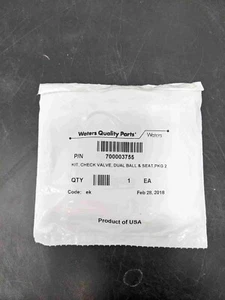 Waters Quality Parts
Waters
P/N 700003755
KIT, CHECK VALVE, DUAL BALL & SEAT, PKG 2
QTY 1 EA
Code: ek Feb 28, 2018
Product of USA